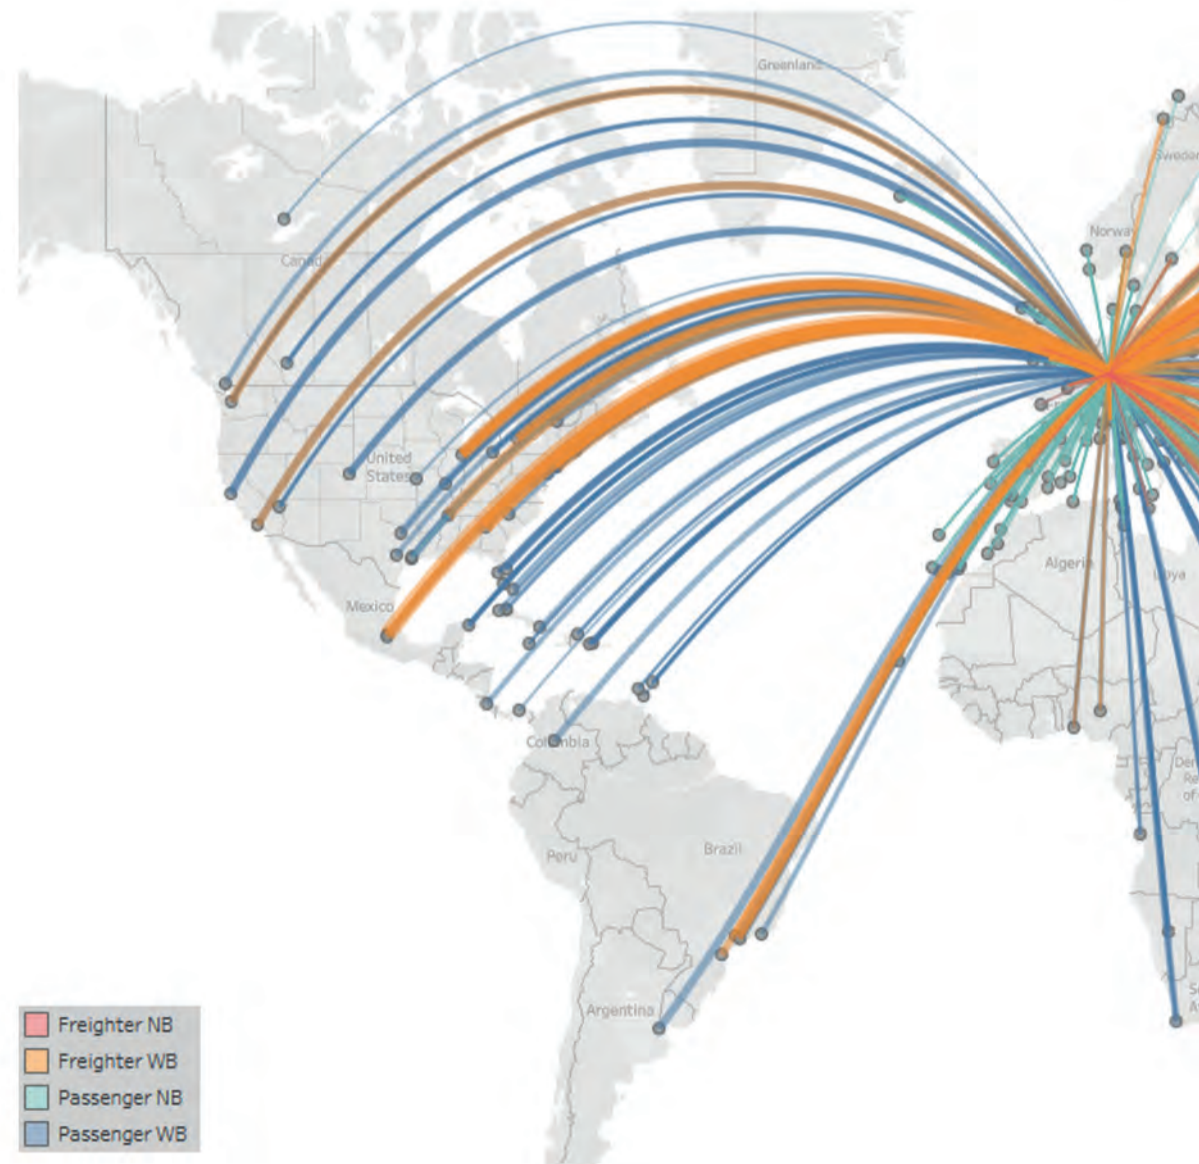 Greenland
Sweden
Norway
Canada
United
States
Mexico
Algeria
Libya
Colombia
Peru
Brazil
Argentina
Freighter NB
Freighter WB
Passenger NB
Passenger WB